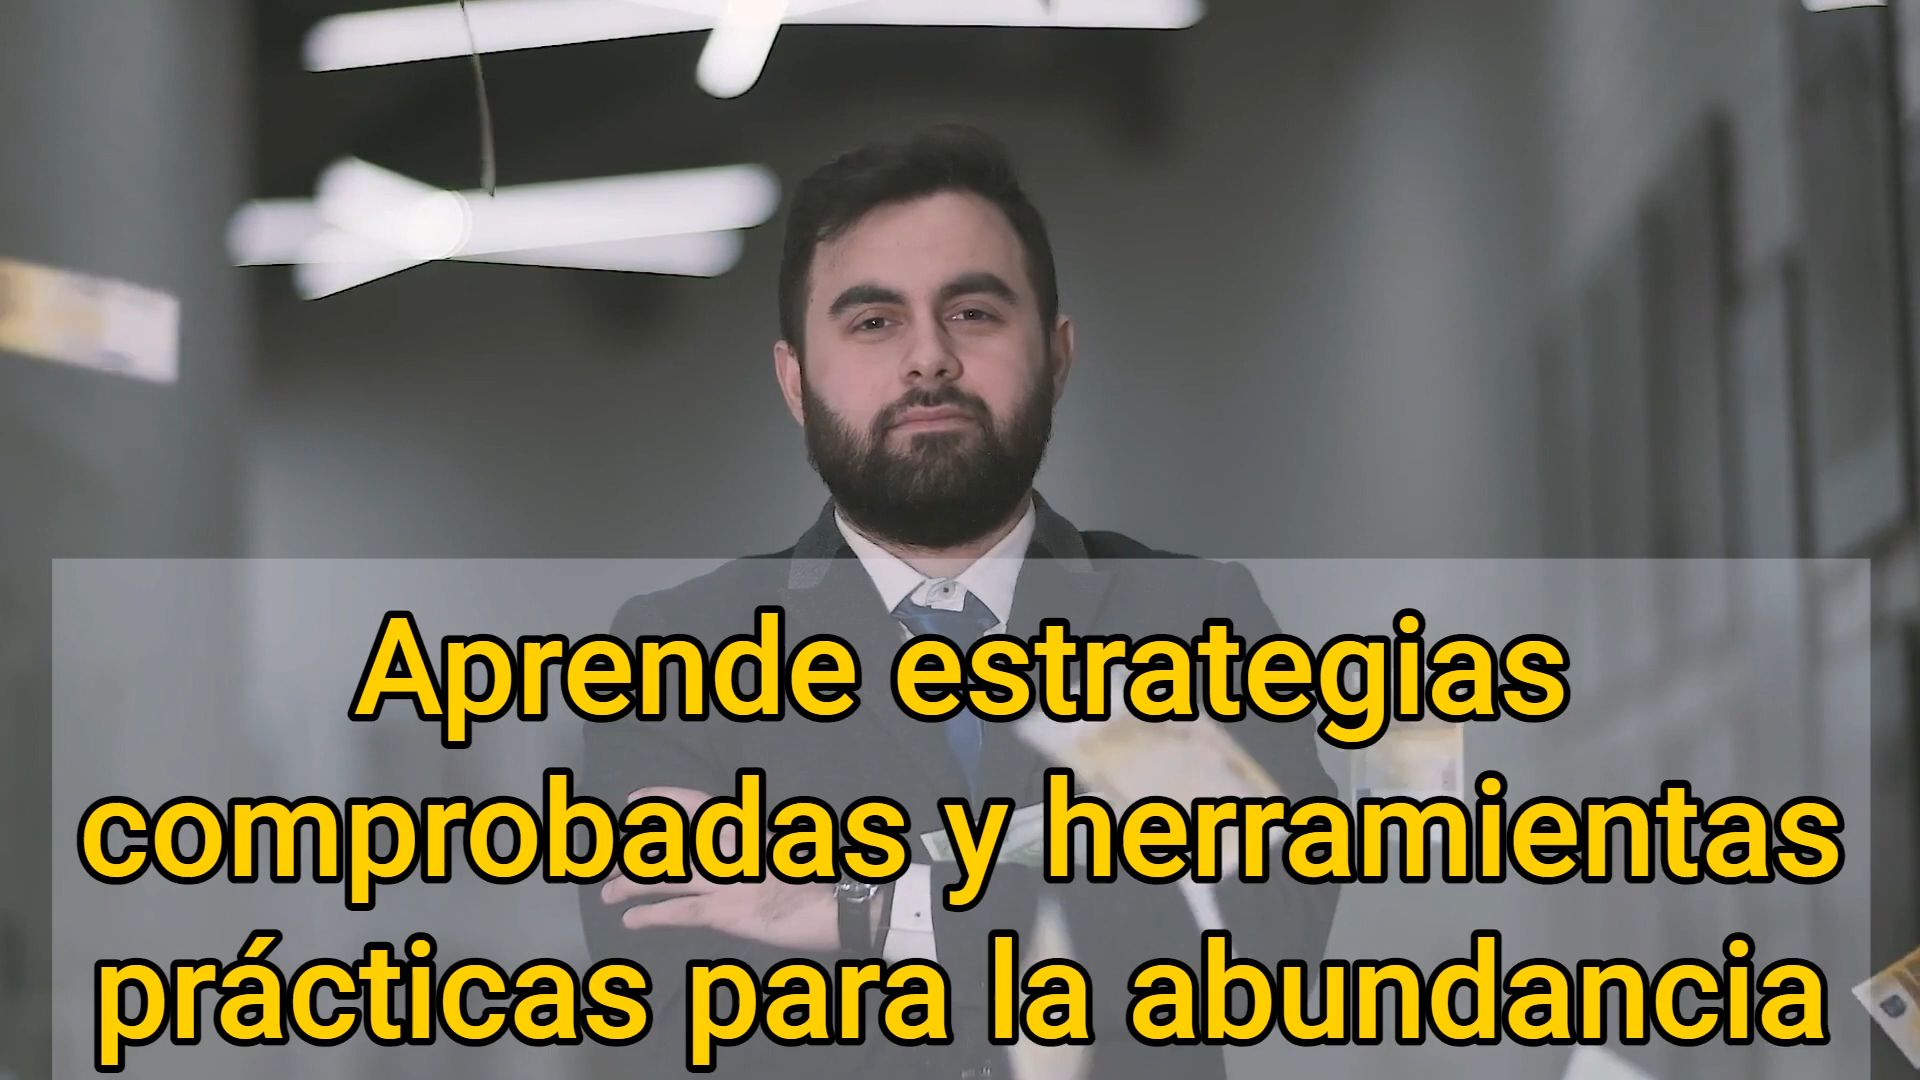 Aprende estrategias
comprobadas y herramientas
prácticas para la abundancia